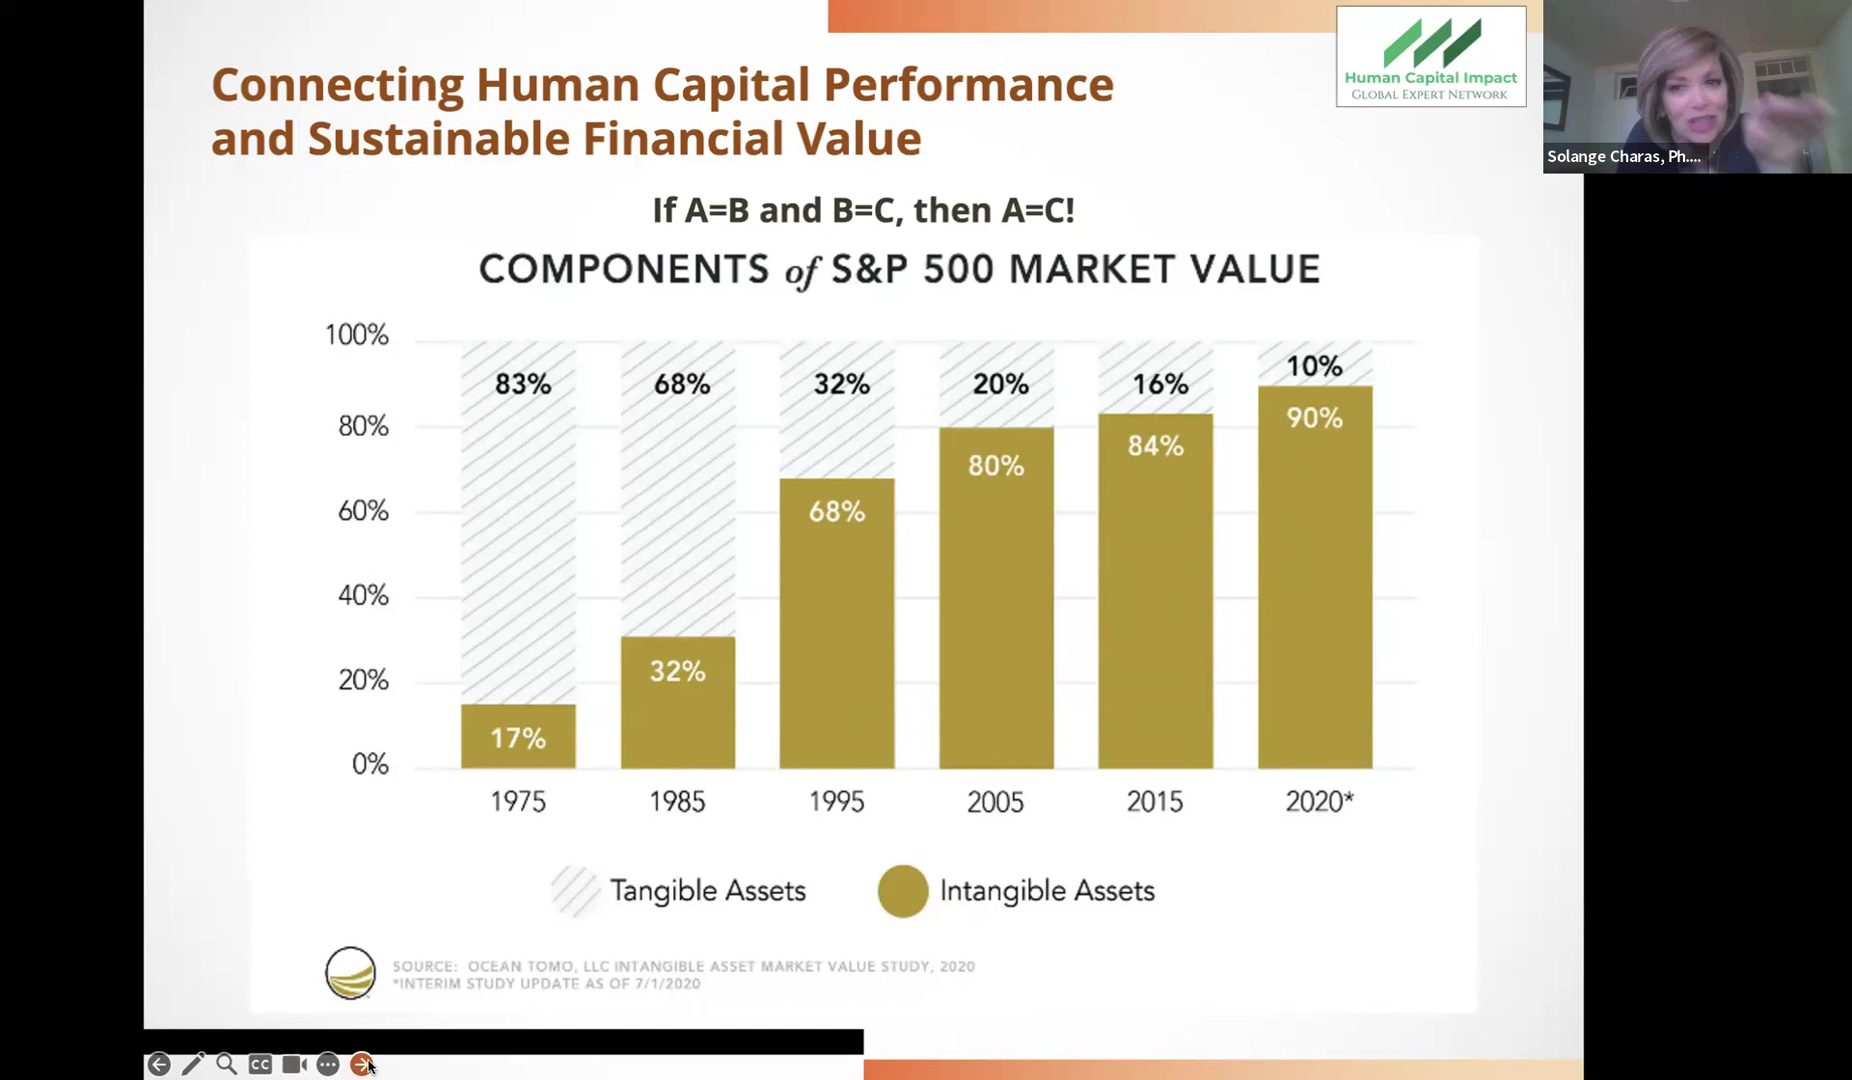 Connecting Human Capital Performance
and Sustainable Financial Value
Human Capital Impact
GLOBAL EXPERT NETWORK
Solange Charas, Ph....
If A=B and B=C, then A=C!
COMPONENTS of S&P 500 MARKET VALUE
100%
80%
60%
40%
20%
0%
83%
68%
32%
20%
16%
10%
17%
32%
68%
80%
84%
90%
1975
1985
1995
2005
2015
2020*
Tangible Assets
Intangible Assets
SOURCE: OCEAN TOMO, LLC INTANGIBLE ASSET MARKET VALUE STUDY, 2020
*INTERIM STUDY UPDATE AS OF 7/1/2020
CC